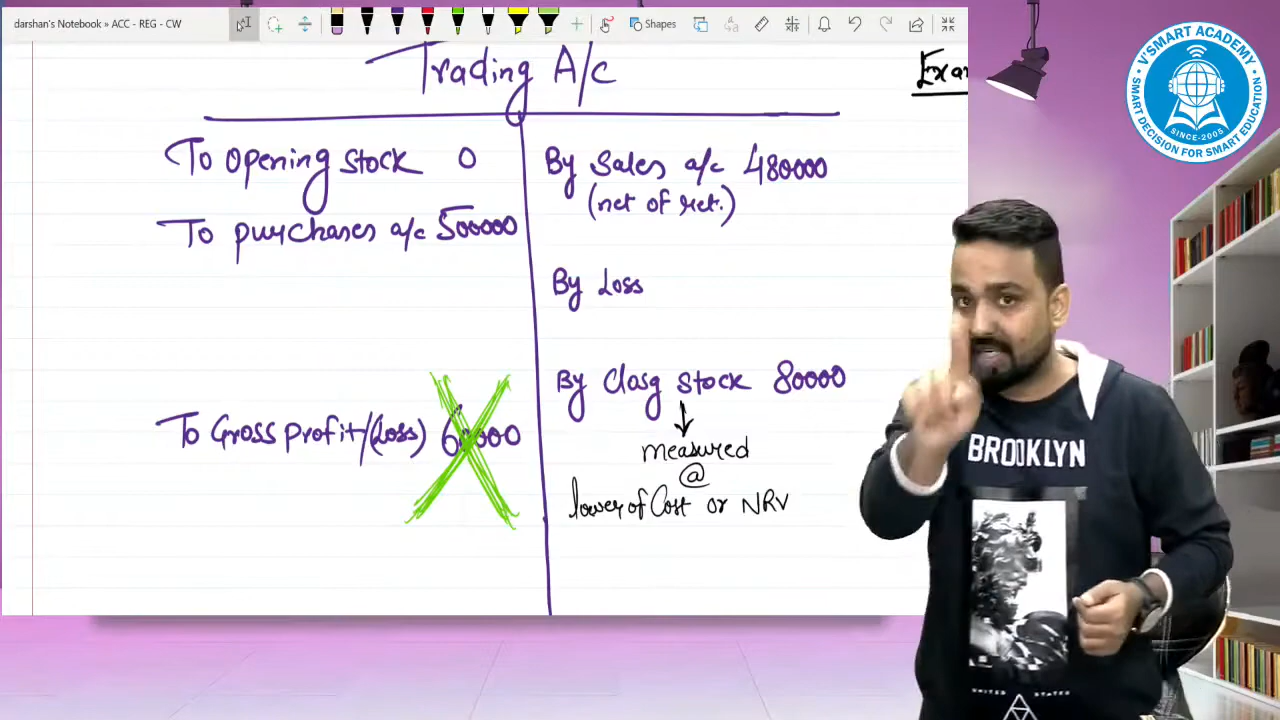 darshan's Notebook » ACC - REG - CW
Shapes
Trading A/c
To opening stock 0
To purchases a/c 500000
To Gross profit/(Loss) 60000
By Sales a/c 480000
(net of ret.)
By Loss
By Closg stock 80000
measured
@
lower of Cost or NRV
V'SMART ACADEMY
SINCE-2005
SMART DECISION FOR SMART EDUCATION
BROOKLYN
UNITED STATES